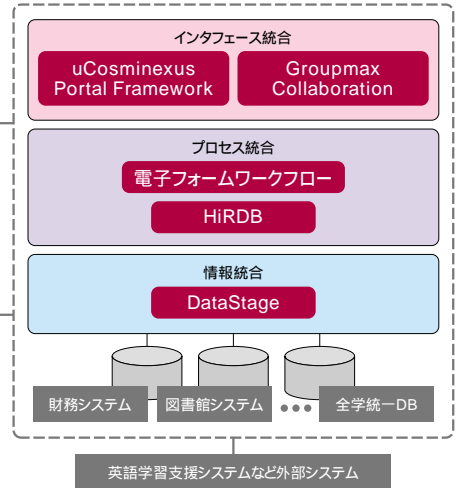 インタフェース統合
uCosminexus
Portal Framework
Groupmax
Collaboration
プロセス統合
電子フォームワークフロー
HiRDB
情報統合
DataStage
財務システム
図書館システム
●●●
全学統一DB
英語学習支援システムなど外部システム